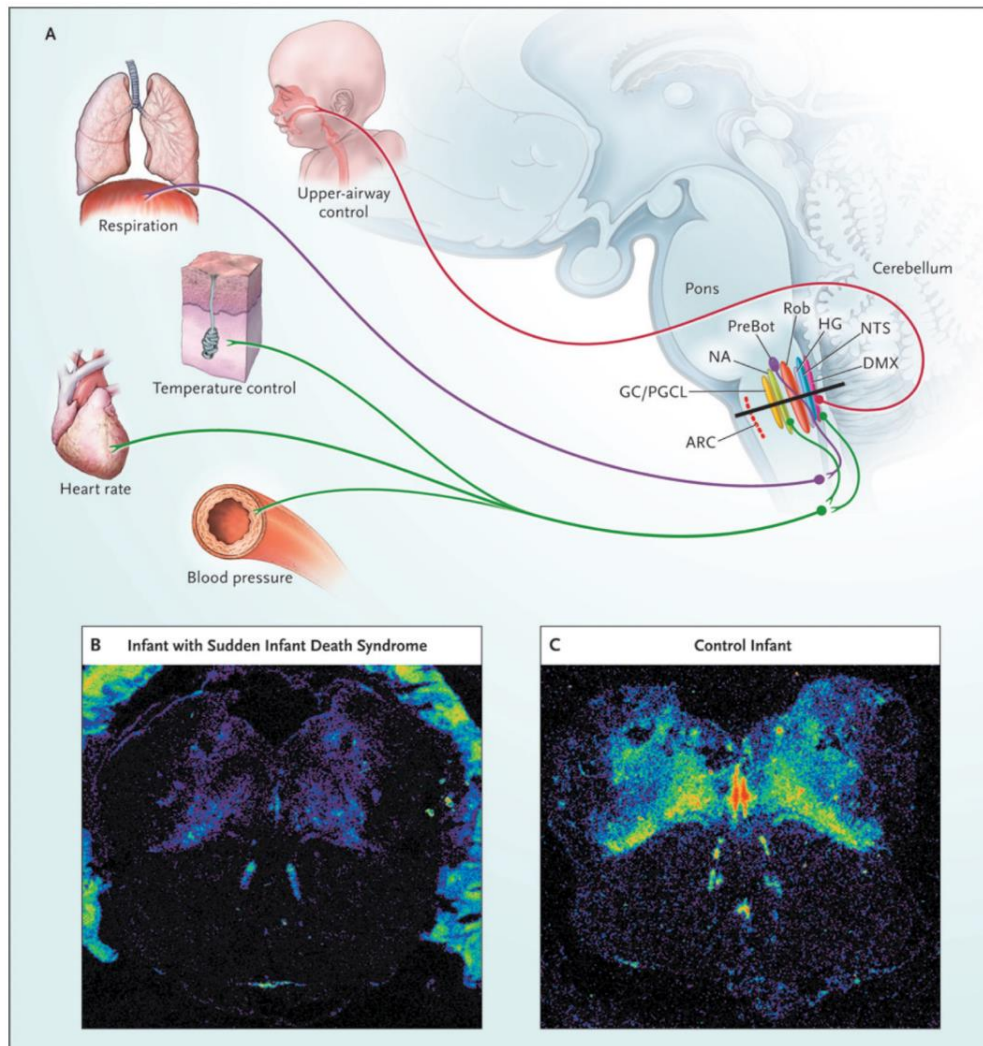 A
Respiration
Upper-airway
control
Temperature control
Heart rate
Blood pressure
Pons
Cerebellum
Rob
PreBot
HG
NTS
NA
DMX
GC/PGCL
ARC
B Infant with Sudden Infant Death Syndrome
C Control Infant